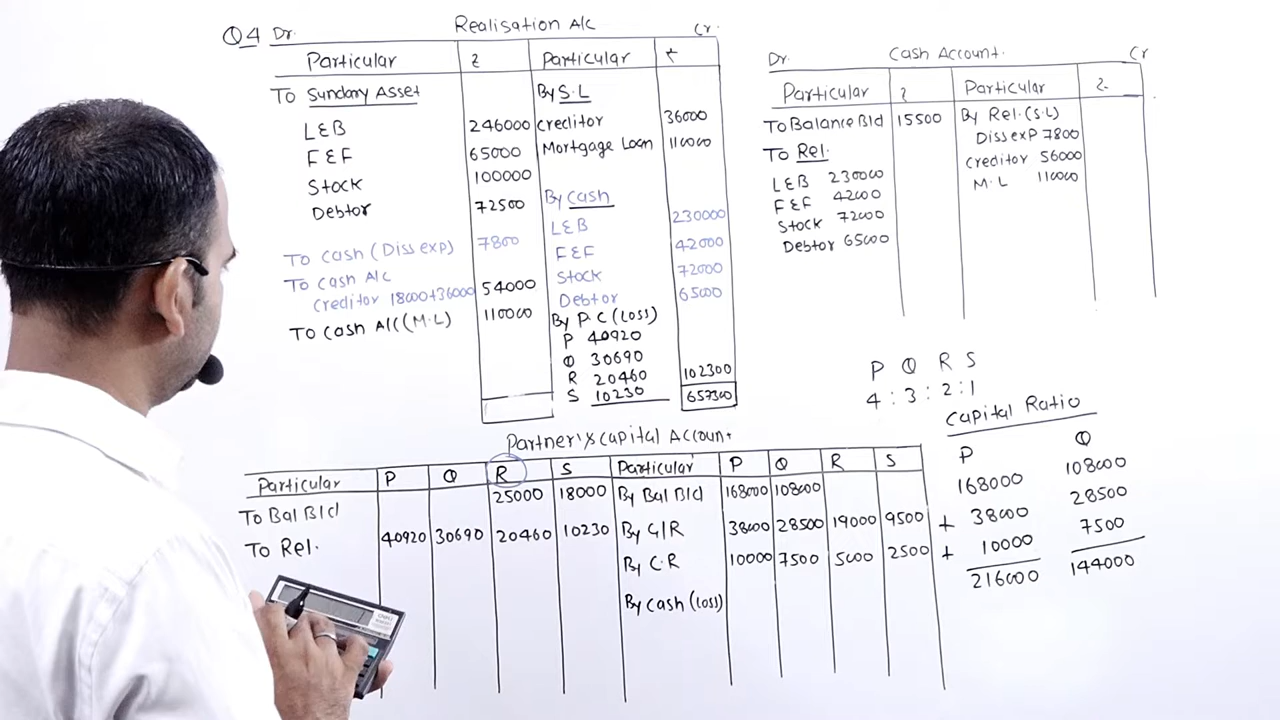 Q4 Dr. Realisation A/c Cr.
Particular ₹ Particular ₹
To Sundary Asset By S.L
L&B 246000 creditor 36000
F&F 65000 Mortgage Loan 110000
Stock 100000
Debtor 72500 By Cash
L&B 230000
To cash (Diss exp) 7800 F&F 42000
To cash A/c Stock 72000
creditor 18000+36000 54000 Debtor 65000
To cash A/c (M.L) 110000 By P.C (Loss)
P 40920
Q 30690
R 20460 102300
S 10230 657300
Dr. Cash Account. Cr
Particular ₹ Particular ₹
To Balance B/d 15500 By Rel. (S.L)
Diss exp 7800
To Rel. creditor 56000
L&B 230000 M.L 110000
F&F 42000
Stock 72000
Debtor 65000
P Q R S
4 : 3 : 2 : 1
Capital Ratio
P Q
168000 108000
+ 38000 28500
+ 10000 7500
216000 144000
Partner's Capital Account
Particular P Q R S Particular P Q R S
To Bal B/d 25000 18000 By Bal B/d 168000 108000
To Rel. 40920 30690 20460 10230 By G/R 38000 28500 19000 9500
By C.R 10000 7500 5000 2500
By cash (loss)